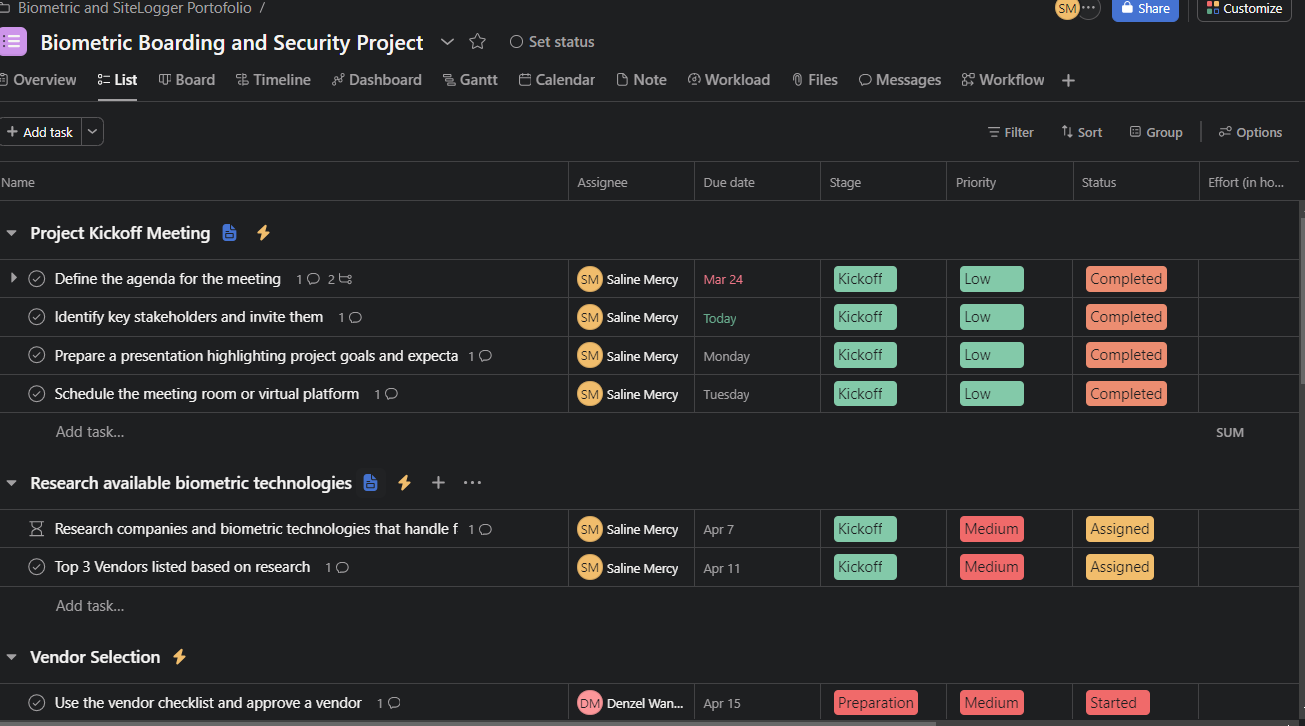 Biometric and SiteLogger Portofolio /
SM ... Share Customize
Biometric Boarding and Security Project Set status
Overview List Board Timeline Dashboard Gantt Calendar Note Workload Files Messages Workflow +
+ Add task Filter Sort Group Options
Name Assignee Due date Stage Priority Status Effort (in ho...
Project Kickoff Meeting
Define the agenda for the meeting 1 2 SM Saline Mercy Mar 24 Kickoff Low Completed
Identify key stakeholders and invite them 1 SM Saline Mercy Today Kickoff Low Completed
Prepare a presentation highlighting project goals and expecta 1 SM Saline Mercy Monday Kickoff Low Completed
Schedule the meeting room or virtual platform 1 SM Saline Mercy Tuesday Kickoff Low Completed
Add task... SUM
Research available biometric technologies + ...
Research companies and biometric technologies that handle f 1 SM Saline Mercy Apr 7 Kickoff Medium Assigned
Top 3 Vendors listed based on research 1 SM Saline Mercy Apr 11 Kickoff Medium Assigned
Add task...
Vendor Selection
Use the vendor checklist and approve a vendor 1 DM Denzel Wan... Apr 15 Preparation Medium Started